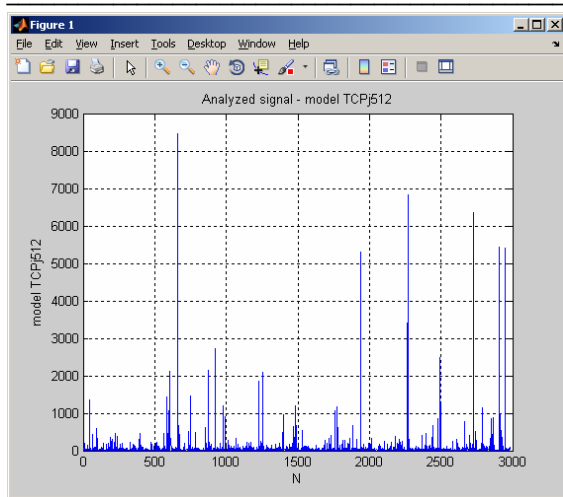 Figure 1
File Edit View Insert Tools Desktop Window Help
Analyzed signal - model TCPj512
9000
8000
7000
6000
5000
4000
3000
2000
1000
0
model TCPj512
0 500 1000 1500 2000 2500 3000
N